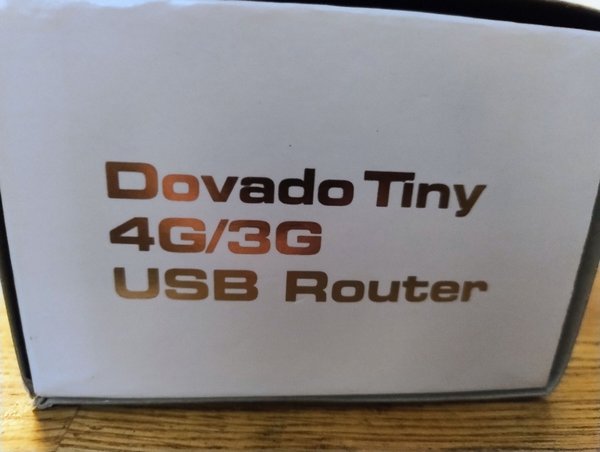 Dovado Tiny
4G/3G
USB Router